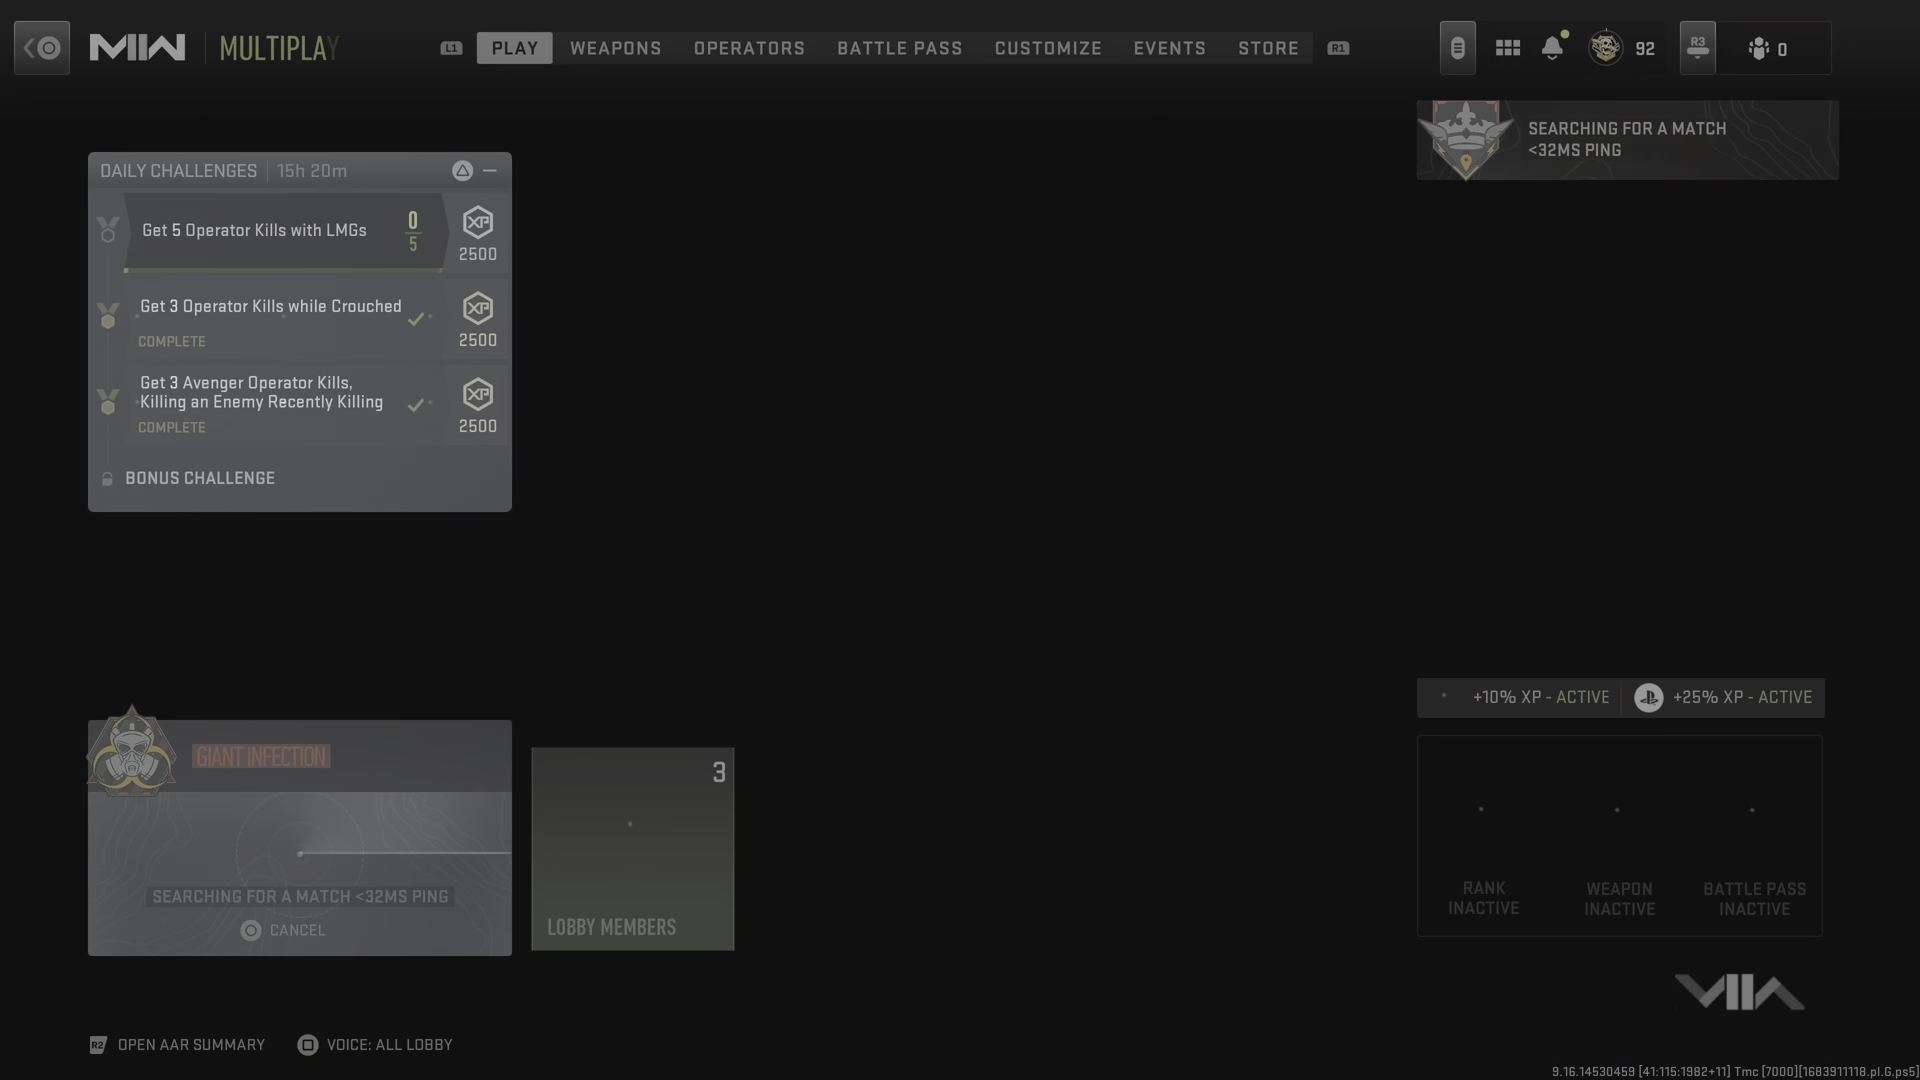 MW MULTIPLAY
L1 PLAY WEAPONS OPERATORS BATTLE PASS CUSTOMIZE EVENTS STORE R1
92 R3 0
SEARCHING FOR A MATCH
<32MS PING
DAILY CHALLENGES 15h 20m
Get 5 Operator Kills with LMGs 0
5
XP
2500
Get 3 Operator Kills while Crouched
COMPLETE
XP
2500
Get 3 Avenger Operator Kills,
Killing an Enemy Recently Killing
COMPLETE
XP
2500
BONUS CHALLENGE
+10% XP - ACTIVE +25% XP - ACTIVE
GIANT INFECTION
SEARCHING FOR A MATCH <32MS PING
CANCEL
3
LOBBY MEMBERS
RANK
INACTIVE
WEAPON
INACTIVE
BATTLE PASS
INACTIVE
R2 OPEN AAR SUMMARY VOICE: ALL LOBBY
9.16.14530459 [41:115:1982+11] Tmc [7000][1683911118.pl.G.ps5]